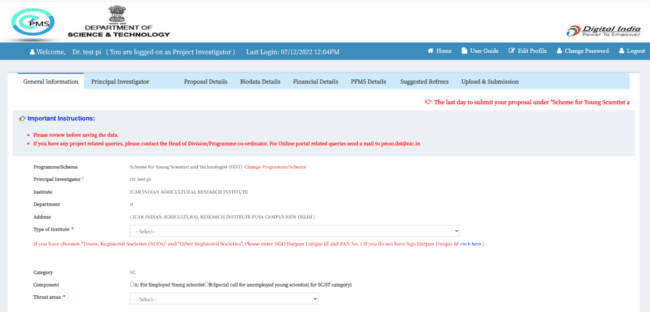 PMS
DEPARTMENT OF
SCIENCE & TECHNOLOGY
Digital India
Power To Empower
Welcome, Dr. test pi ( You are logged on as Project Investigator ) Last Login: 07/12/2022 12:04PM
Home User Guide Edit Profile Change Password Logout
General Information Principal Investigator Proposal Details Biodata Details Financial Details PFMS Details Suggested Refrees Upload & Submission
The last day to submit your proposal under "Scheme for Young Scientist a
Important Instructions:
Please review before saving the data.
If you have any project related queries, please contact the Head of Division/Programme co-ordinator. For Online portal related queries send a mail to
Programme/Scheme Scheme for Young Scientist and Technologist (SYST) -Change Programme/Scheme
Principal Investigator * Dr. test pi
Institute ICAR INDIAN AGRICULTURAL RESEARCH INSTITUTE
Department
Address ( ICAR INDIAN AGRICULTURAL RESEARCH INSTITUTE PUSA CAMPUS NEW DELHI )
Type of Institute * --Select--
If you have choosen "Trusts, Registered Societies (NGOs)" and "Other Registered Societies". Please enter NGO Darpan Unique Id and PAN No. ( If you do not have Ngo Darpan Unique Id click here )
Category SC
Component A: For Employed Young scientist B:Special call for unemployed young scientist( for SC/ST category)
Thrust areas * --Select--